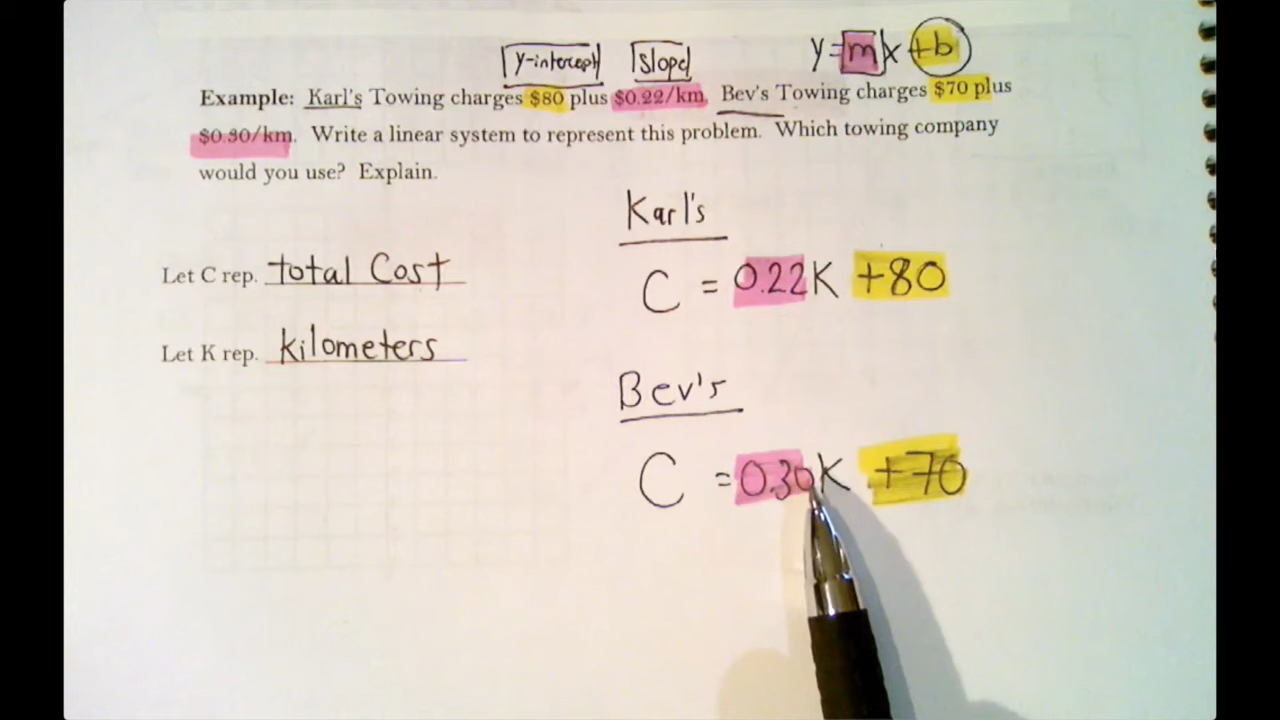 y-intercept slope y=mx+b
Example: Karl's Towing charges $80 plus $0.22/km. Bev's Towing charges $70 plus
$0.30/km. Write a linear system to represent this problem. Which towing company
would you use? Explain.
Let C rep. total Cost
Let K rep. kilometers
Karl's
C = 0.22K +80
Bev's
C = 0.30K +70